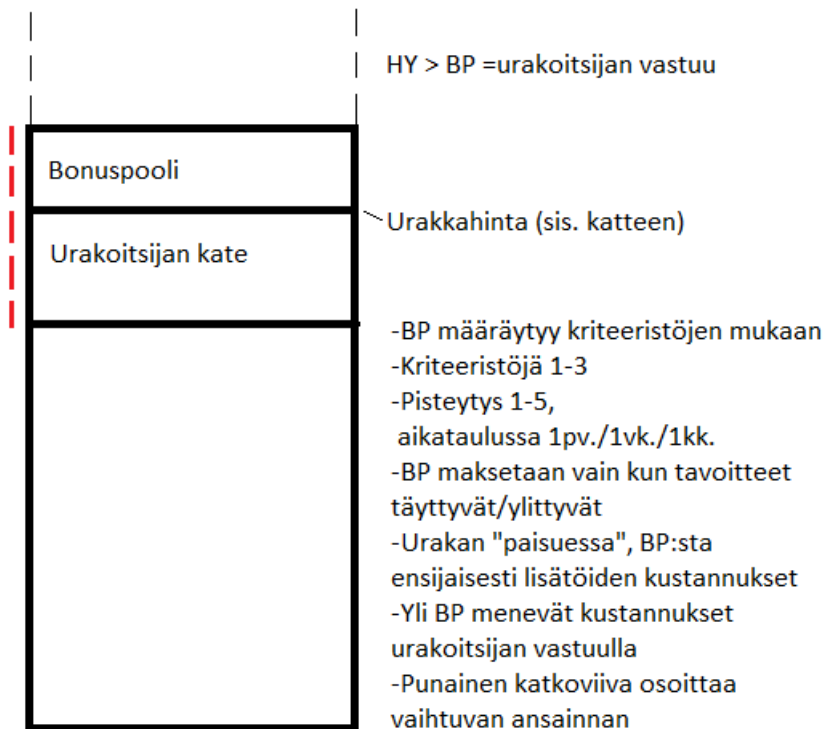 HY > BP =urakoitsijan vastuu
Bonuspooli
Urakkahinta (sis. katteen)
Urakoitsijan kate
-BP määräytyy kriteeristöjen mukaan
-Kriteeristöjä 1-3
-Pisteytys 1-5,
aikataulussa 1pv./1vk./1kk.
-BP maksetaan vain kun tavoitteet
täyttyvät/ylittyvät
-Urakan "paisuessa", BP:sta
ensijaisesti lisätöiden kustannukset
-Yli BP menevät kustannukset
urakoitsijan vastuulla
-Punainen katkoviiva osoittaa
vaihtuvan ansainnan